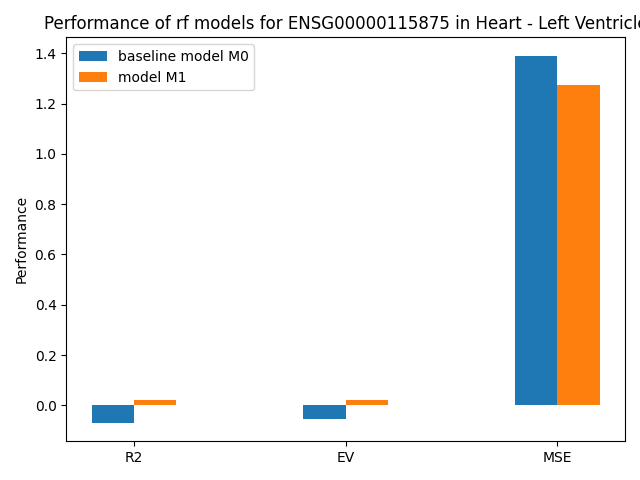 Performance of rf models for ENSG00000115875 in Heart - Left Ventricle
baseline model M0
model M1
Performance
1.4
1.2
1.0
0.8
0.6
0.4
0.2
0.0
R2 EV MSE